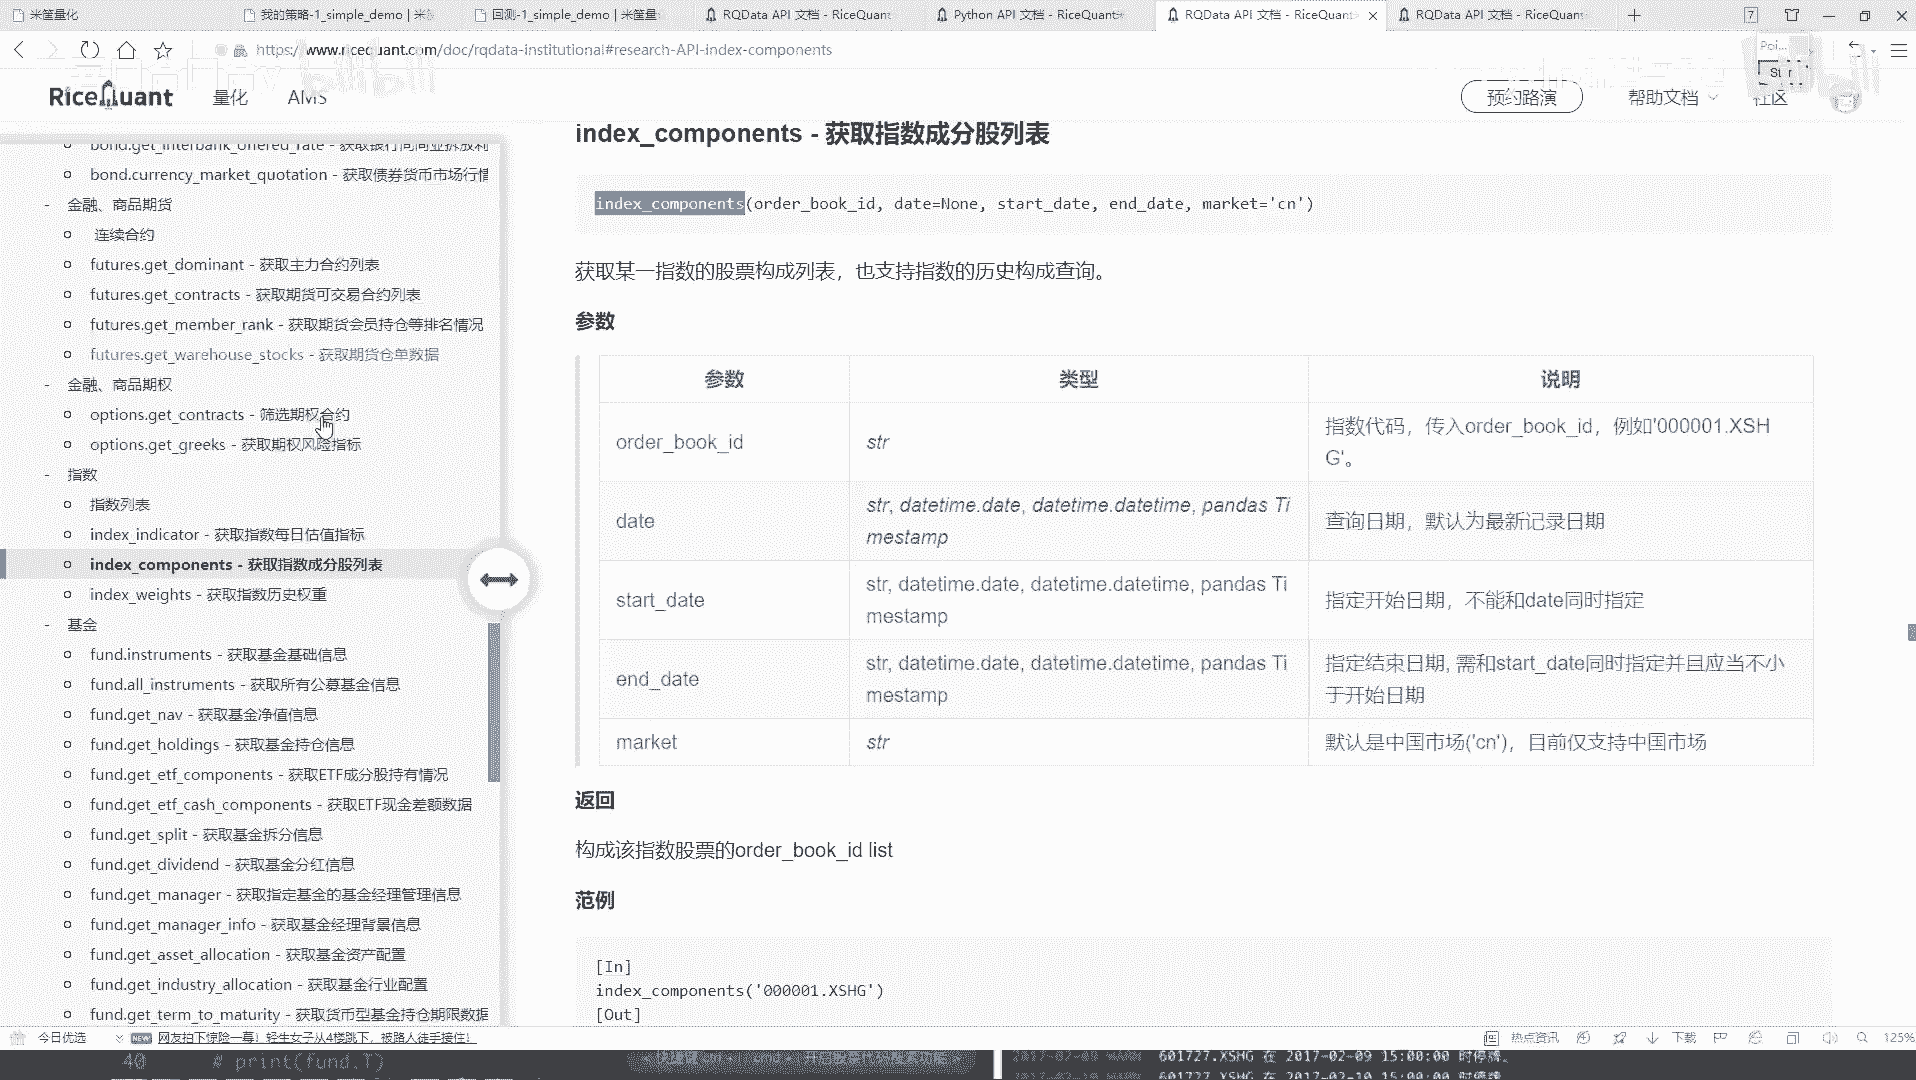 米筐量化
我的策略-1_simple_demo | 米筐
回测-1_simple_demo | 米筐量
RQData API 文档 - RiceQuant
Python API 文档 - RiceQuant
RQData API 文档 - RiceQuant
RQData API 文档 - RiceQuant
7
https://www.ricequant.com/doc/rqdata-institutional#research-API-index-components
RiceQuant
量化
AMS
预约路演
帮助文档
社区
bond.get_interbank_offered_rate - 获取银行间同业拆放利
bond.currency_market_quotation - 获取债券货币市场行情
- 金融、商品期货
连续合约
futures.get_dominant - 获取主力合约列表
futures.get_contracts - 获取期货可交易合约列表
futures.get_member_rank - 获取期货会员持仓等排名情况
futures.get_warehouse_stocks - 获取期货仓单数据
- 金融、商品期权
options.get_contracts - 筛选期权合约
options.get_greeks - 获取期权风险指标
- 指数
指数列表
index_indicator - 获取指数每日估值指标
index_components - 获取指数成分股列表
index_weights - 获取指数历史权重
- 基金
fund.instruments - 获取基金基础信息
fund.all_instruments - 获取所有公募基金信息
fund.get_nav - 获取基金净值信息
fund.get_holdings - 获取基金持仓信息
fund.get_etf_components - 获取ETF成分股持有情况
fund.get_etf_cash_components - 获取ETF现金差额数据
fund.get_split - 获取基金拆分信息
fund.get_dividend - 获取基金分红信息
fund.get_manager - 获取指定基金的基金经理管理信息
fund.get_manager_info - 获取基金经理背景信息
fund.get_asset_allocation - 获取基金资产配置
fund.get_industry_allocation - 获取基金行业配置
fund.get_term_to_maturity - 获取货币型基金持仓期限数据
index_components - 获取指数成分股列表
index_components(order_book_id, date=None, start_date, end_date, market='cn')
获取某一指数的股票构成列表，也支持指数的历史构成查询。
参数
参数 类型 说明
order_book_id str 指数代码，传入order_book_id，例如'000001.XSH
G'。
date str, datetime.date, datetime.datetime, pandas Ti
mestamp 查询日期，默认为最新记录日期
start_date str, datetime.date, datetime.datetime, pandas Ti
mestamp 指定开始日期，不能和date同时指定
end_date str, datetime.date, datetime.datetime, pandas Ti
mestamp 指定结束日期, 需和start_date同时指定并且应当不小
于开始日期
market str 默认是中国市场('cn')，目前仅支持中国市场
返回
构成该指数股票的order_book_id list
范例
[In]
index_components('000001.XSHG')
[Out]
今日优选
NEW
网友拍下惊险一幕！轻生女子从4楼跳下，被路人徒手接住！
热点资讯
下载
125%
40 # print(fund.T)
2017-02-09 WARN 601727.XSHG 在 2017-02-09 15:00:00 时停牌。
601727.XSHG 在 2017-02-10 15:00:00 时停牌。